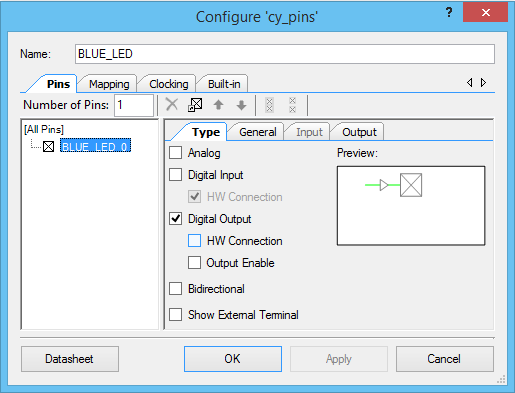 Configure 'cy_pins'
Name: BLUE_LED
Pins Mapping Clocking Built-in
Number of Pins: 1
[All Pins]
BLUE_LED_0
Type General Input Output
Analog
Preview:
Digital Input
HW Connection
Digital Output
HW Connection
Output Enable
Bidirectional
Show External Terminal
Datasheet OK Apply Cancel